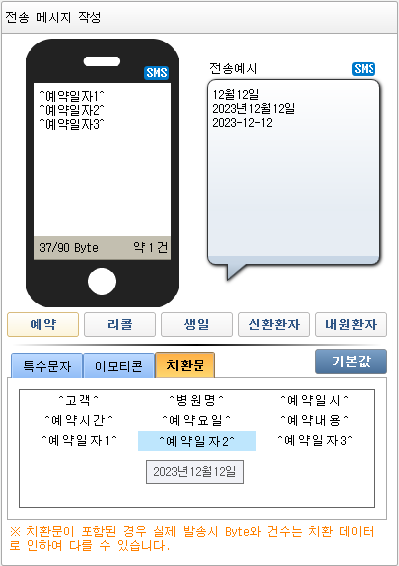 전송 메시지 작성
SMS
^예약일자1^
^예약일자2^
^예약일자3^
37/90 Byte 약 1 건
전송예시 SMS
12월12일
2023년12월12일
2023-12-12
예약 리콜 생일 신환환자 내원환자
특수문자 이모티콘 치환문 기본값
^고객^ ^병원명^ ^예약일시^
^예약시간^ ^예약요일^ ^예약내용^
^예약일자1^ ^예약일자2^ ^예약일자3^
2023년12월12일
※ 치환문이 포함된 경우 실제 발송시 Byte와 건수는 치환 데이터
로 인하여 다를 수 있습니다.